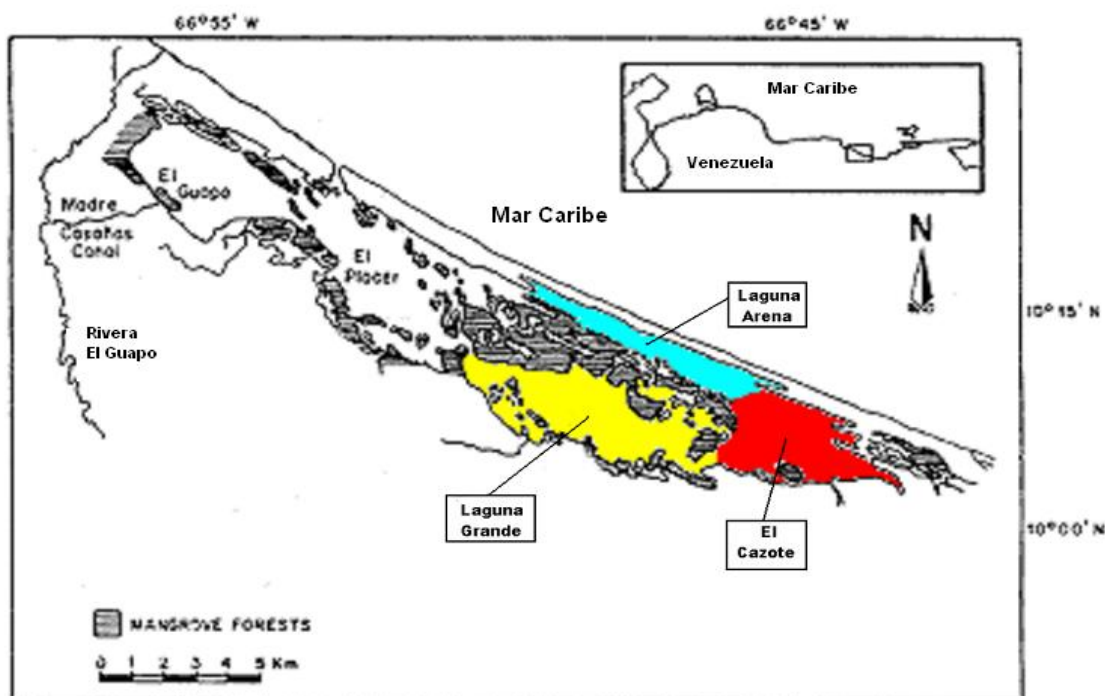 66°55' W
66°45' W
Mar Caribe
Venezuela
El
Guapo
Madre
Casañas
Canal
Mar Caribe
N
El
Placer
Laguna
Arena
10°15' N
Rivera
El Guapo
Laguna
Grande
El
Cazote
10°00' N
MANGROVE FORESTS
0 1 2 3 4 5 Km